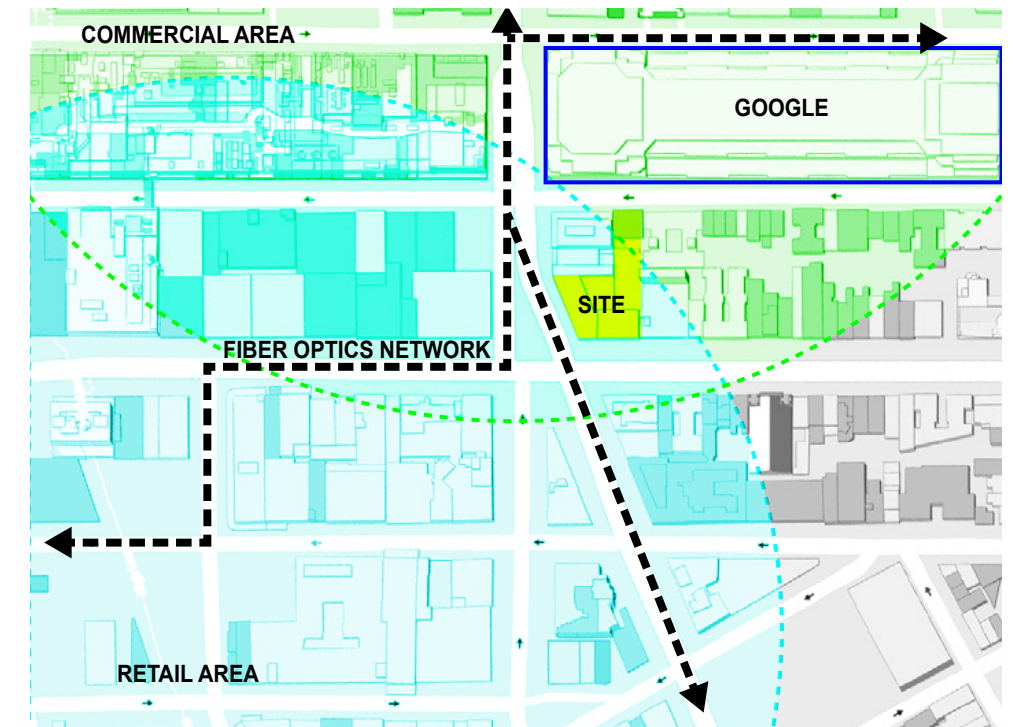 COMMERCIAL AREA
GOOGLE
SITE
FIBER OPTICS NETWORK
RETAIL AREA